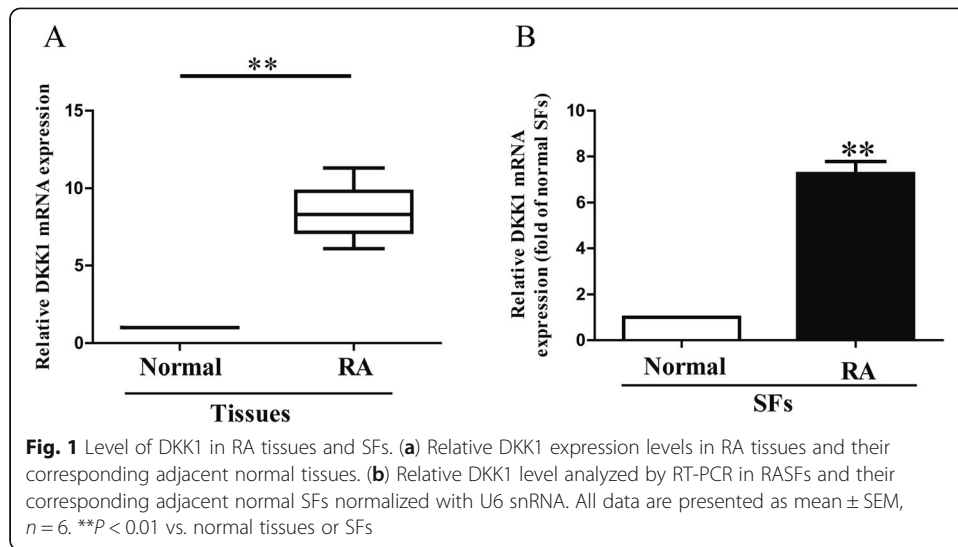 A
**
Relative DKK1 mRNA expression
15
10
5
0
Normal
RA
Tissues
B
Relative DKK1 mRNA
expression (fold of normal SFs)
10
8
6
4
2
0
**
Normal
RA
SFs
Fig. 1 Level of DKK1 in RA tissues and SFs. (a) Relative DKK1 expression levels in RA tissues and their
corresponding adjacent normal tissues. (b) Relative DKK1 level analyzed by RT-PCR in RASFs and their
corresponding adjacent normal SFs normalized with U6 snRNA. All data are presented as mean ± SEM,
n = 6. **P < 0.01 vs. normal tissues or SFs